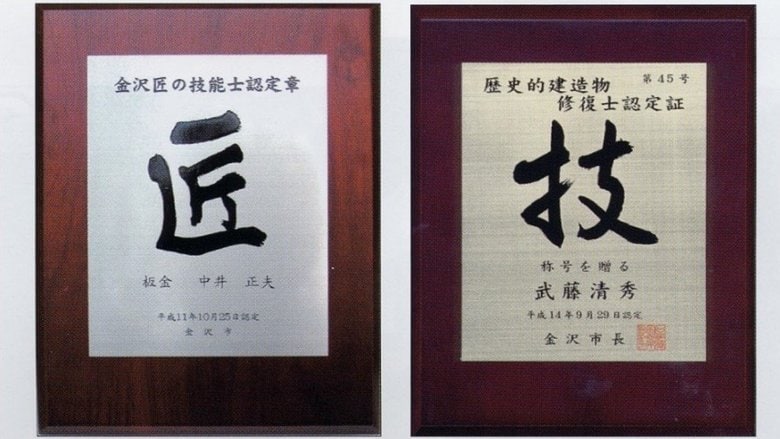 金沢匠の技能士認定章
匠
板金 中井 正夫
平成11年10月25日認定
金沢市
第45号
歴史的建造物
修復士認定証
技
称号を贈る
武藤清秀
平成14年9月29日認定
金沢市長